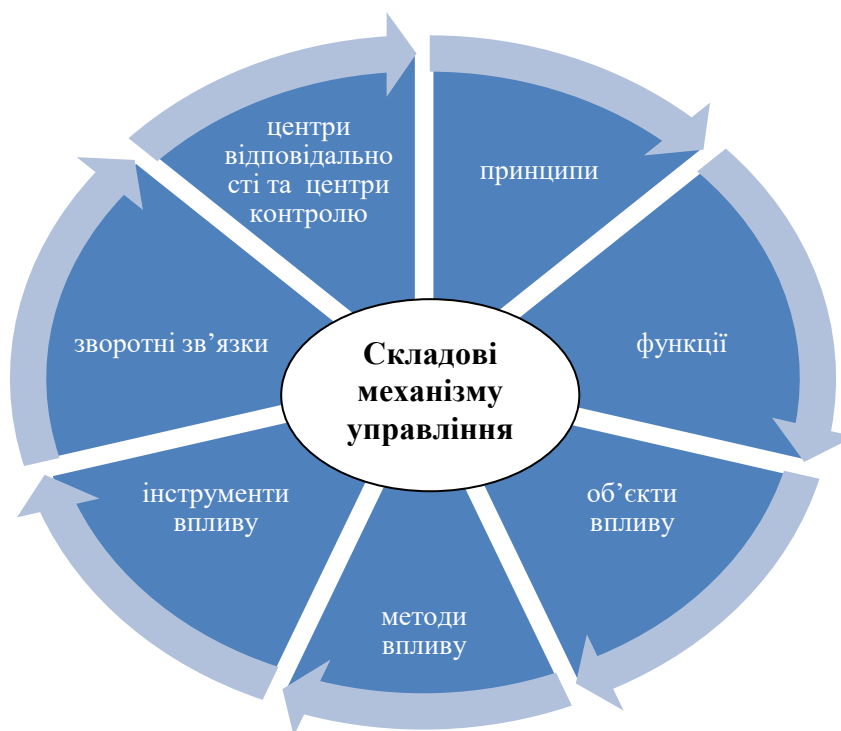 центри
відповідально
сті та центри
контролю
принципи
зворотні зв’язки
Складові
механізму
управління
функції
інструменти
впливу
об’єкти
впливу
методи
впливу